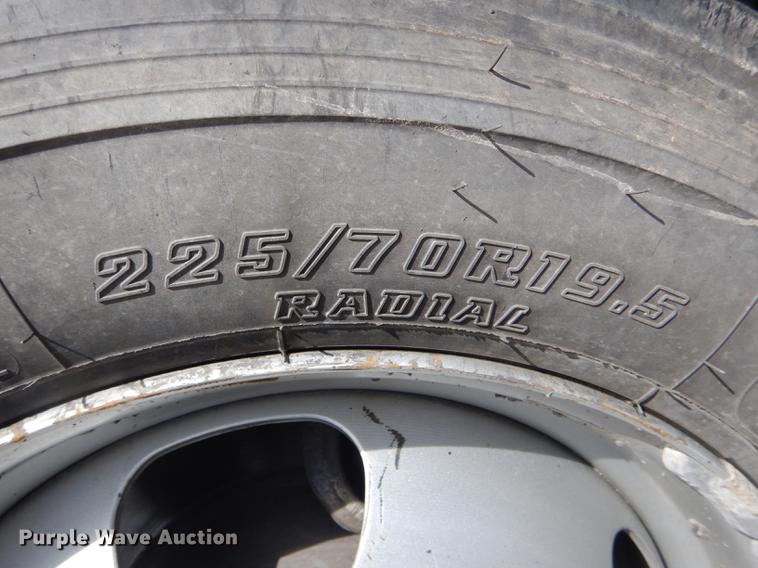 225/70R19.5
RADIAL
Purple Wave Auction